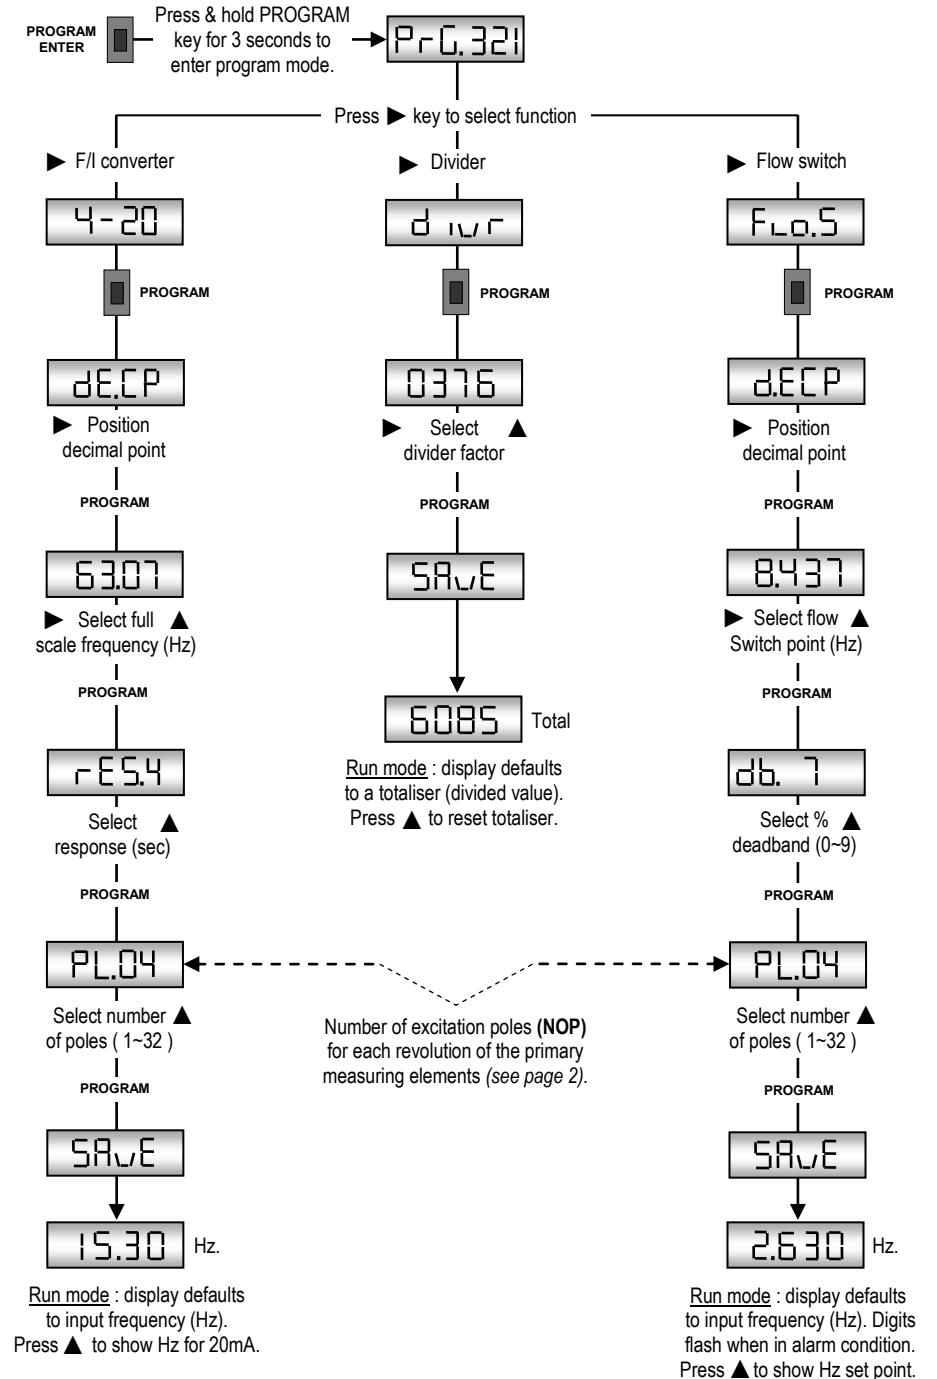 PROGRAM
ENTER
Press & hold PROGRAM
key for 3 seconds to
enter program mode.
PrG.321
Press ▶ key to select function
▶ F/I converter
4-20
PROGRAM
dE.CP
▶ Position
decimal point
PROGRAM
63.07
▶ Select full ▲
scale frequency (Hz)
PROGRAM
rES.4
Select ▲
response (sec)
PROGRAM
PL.04
Select number ▲
of poles ( 1~32 )
PROGRAM
SAvE
15.30 Hz.
Run mode : display defaults
to input frequency (Hz).
Press ▲ to show Hz for 20mA.
▶ Divider
d ivr
PROGRAM
0376
▶ Select ▲
divider factor
PROGRAM
SAvE
6085 Total
Run mode : display defaults
to a totaliser (divided value).
Press ▲ to reset totaliser.
Number of excitation poles (NOP)
for each revolution of the primary
measuring elements (see page 2).
▶ Flow switch
FLo.S
PROGRAM
d.ECP
▶ Position
decimal point
PROGRAM
8.437
▶ Select flow ▲
Switch point (Hz)
PROGRAM
db. 7
Select % ▲
deadband (0~9)
PROGRAM
PL.04
Select number ▲
of poles ( 1~32 )
PROGRAM
SAvE
2.630 Hz.
Run mode : display defaults
to input frequency (Hz). Digits
flash when in alarm condition.
Press ▲ to show Hz set point.